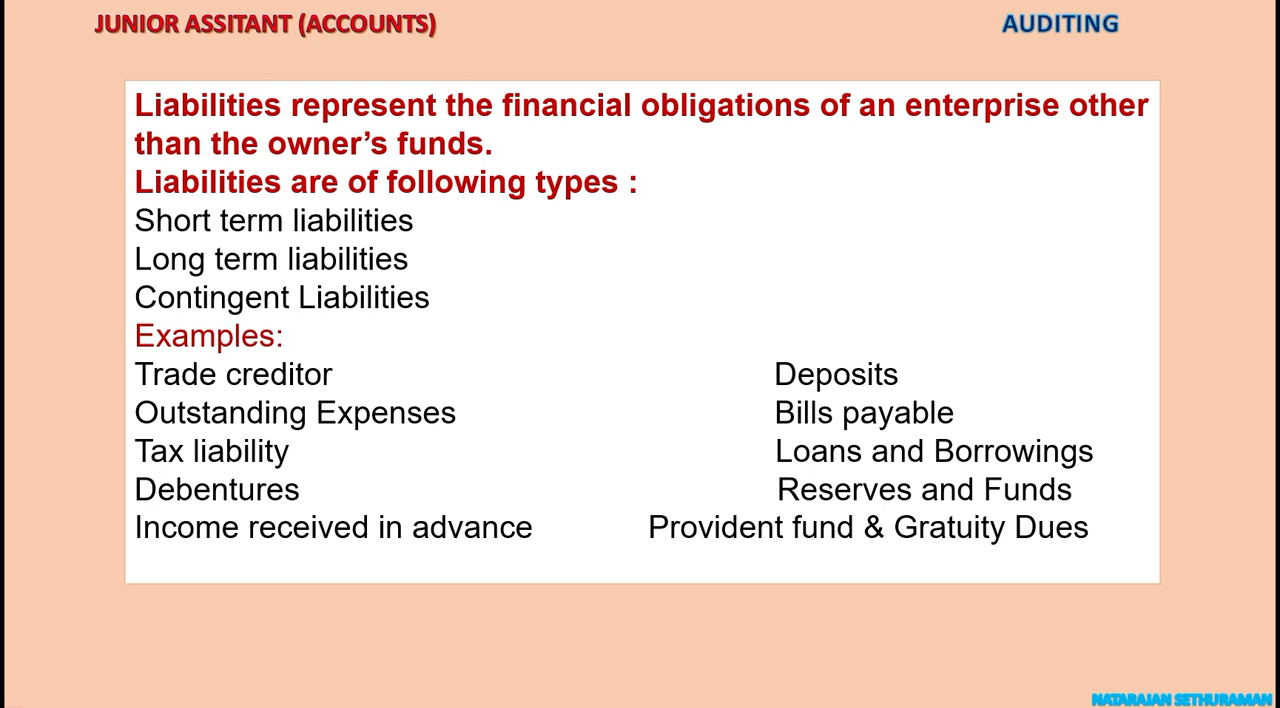 JUNIOR ASSITANT (ACCOUNTS) AUDITING
Liabilities represent the financial obligations of an enterprise other
than the owner’s funds.
Liabilities are of following types :
Short term liabilities
Long term liabilities
Contingent Liabilities
Examples:
Trade creditor Deposits
Outstanding Expenses Bills payable
Tax liability Loans and Borrowings
Debentures Reserves and Funds
Income received in advance Provident fund & Gratuity Dues
NATARAJAN SETHURAMAN